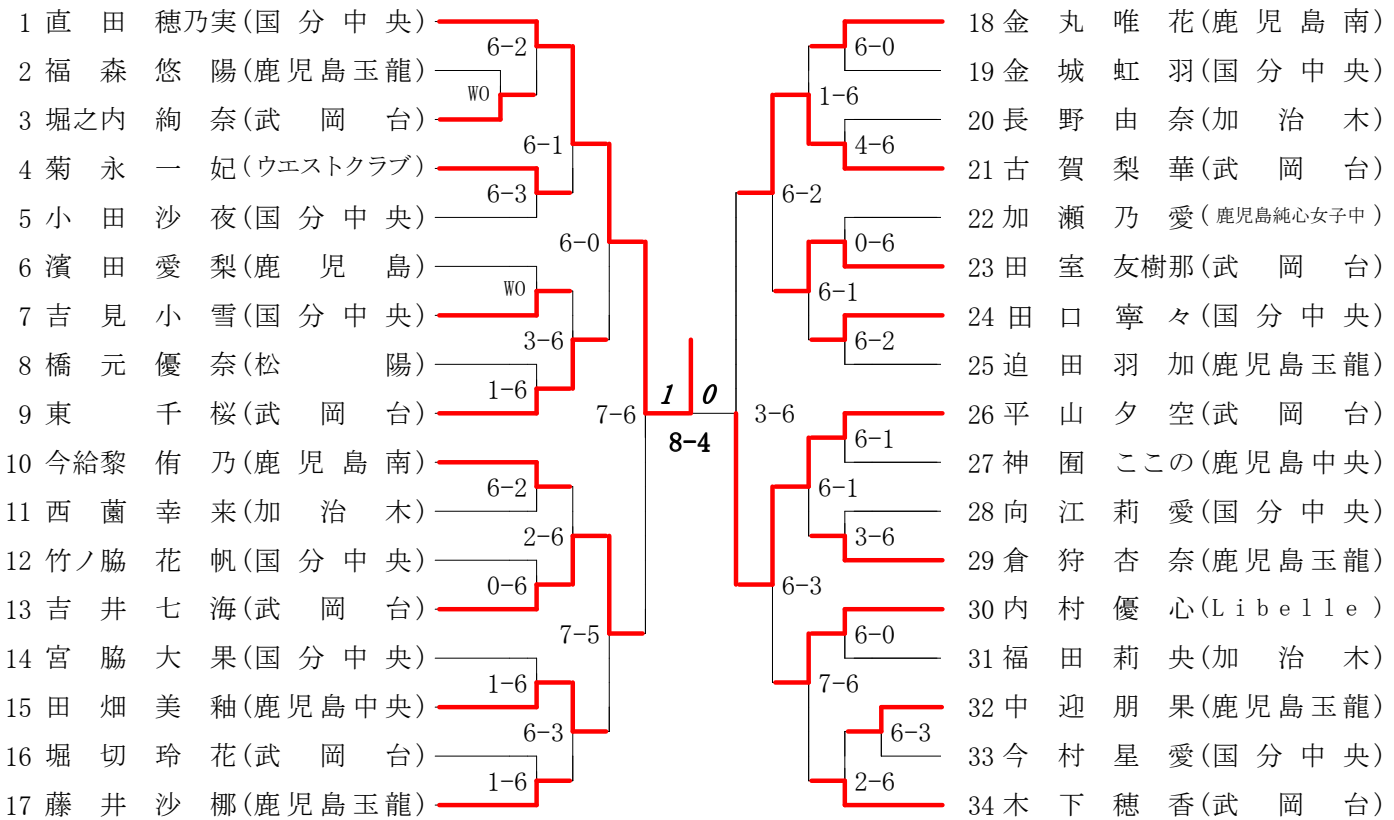 1 直田 穂乃実(国分中央)
6-2
2 福森 悠陽(鹿児島玉龍)
WO
3 堀之内 絢奈(武岡台)
6-1
4 菊永 一妃(ウエストクラブ)
6-3
5 小田 沙夜(国分中央)
6-0
6 濱田 愛梨(鹿児島)
WO
7 吉見 小雪(国分中央)
3-6
8 橋元 優奈(松陽)
1-6
9 東 千桜(武岡台)
7-6
10 今給黎 侑乃(鹿児島南)
6-2
11 西薗 幸来(加治木)
2-6
12 竹ノ脇 花帆(国分中央)
0-6
13 吉井 七海(武岡台)
7-5
14 宮脇 大果(国分中央)
1-6
15 田畑 美釉(鹿児島中央)
6-3
16 堀切 玲花(武岡台)
1-6
17 藤井 沙梛(鹿児島玉龍)
1 0
8-4
18 金丸 唯花(鹿児島南)
6-0
19 金城 虹羽(国分中央)
1-6
20 長野 由奈(加治木)
4-6
21 古賀 梨華(武岡台)
6-2
22 加瀬 乃愛(鹿児島純心女子中)
0-6
23 田室 友樹那(武岡台)
6-1
24 田口 寧々(国分中央)
6-2
25 迫田 羽加(鹿児島玉龍)
3-6
26 平山 夕空(武岡台)
6-1
27 神囿 ここの(鹿児島中央)
6-1
28 向江 莉愛(国分中央)
3-6
29 倉狩 杏奈(鹿児島玉龍)
6-3
30 内村 優心(Libelle)
6-0
31 福田 莉央(加治木)
7-6
32 中迎 朋果(鹿児島玉龍)
6-3
33 今村 星愛(国分中央)
2-6
34 木下 穂香(武岡台)